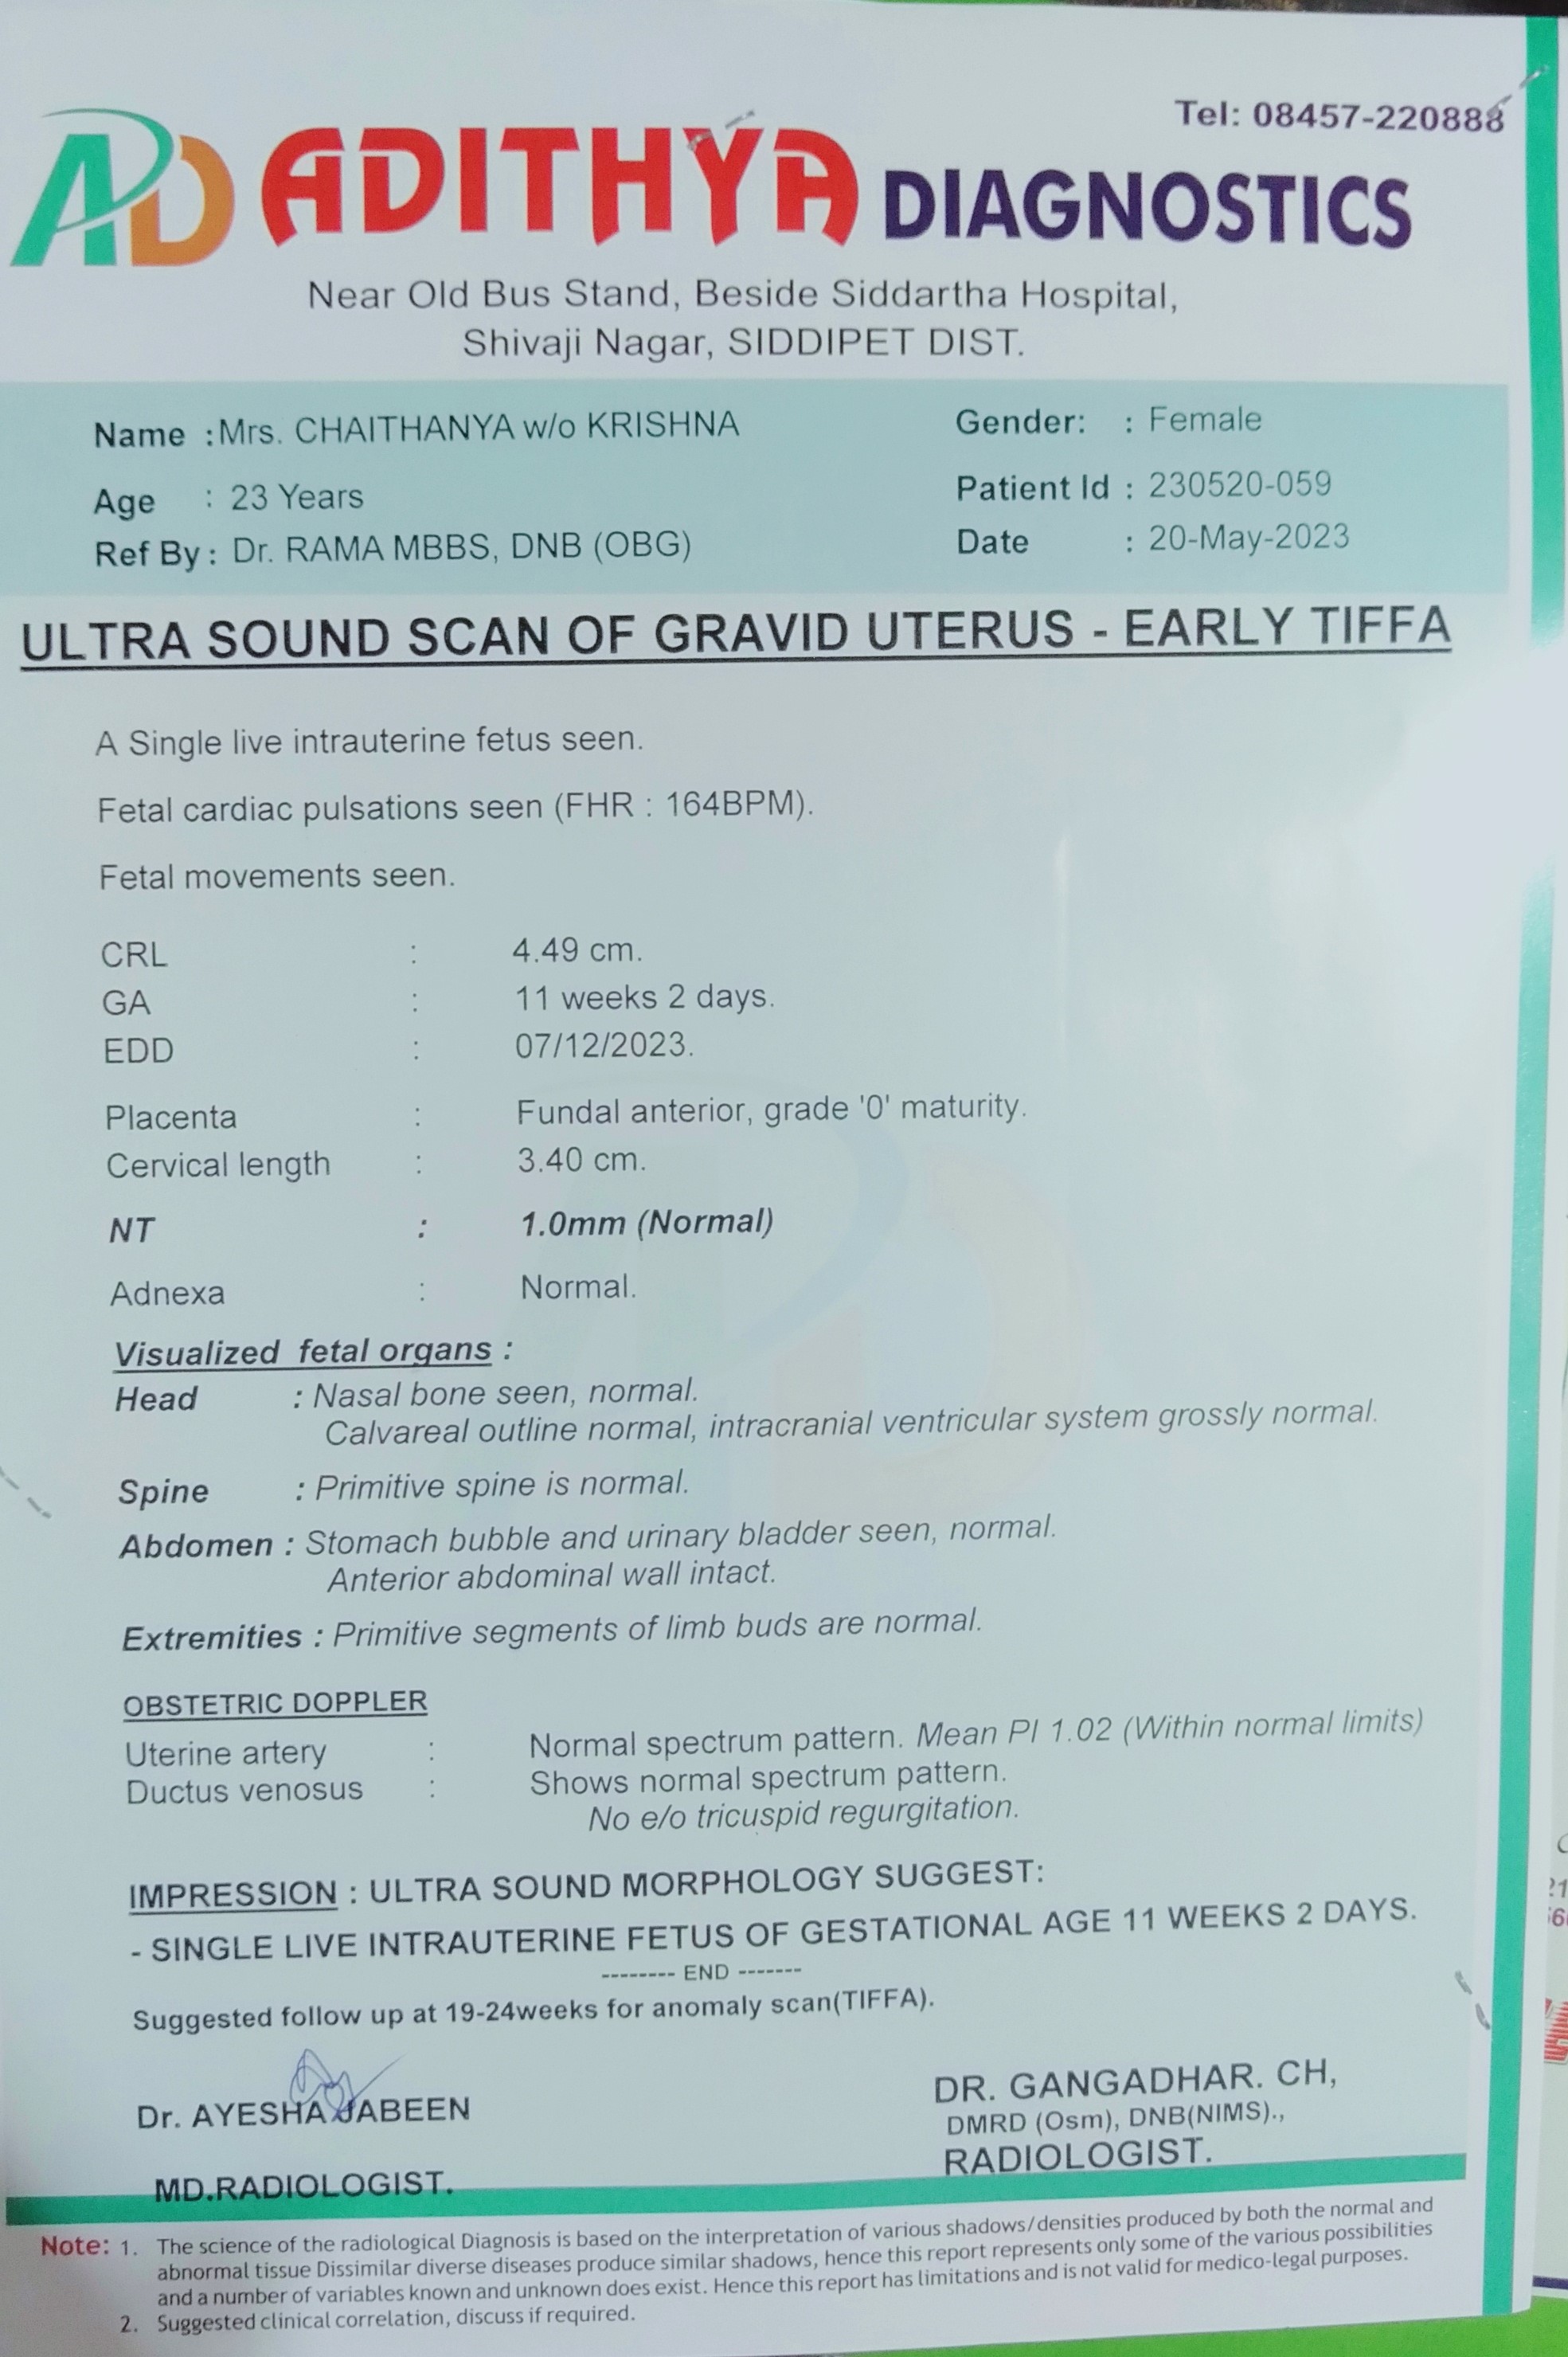 Tel: 08457-220888
AD ADITHYA DIAGNOSTICS
Near Old Bus Stand, Beside Siddartha Hospital,
Shivaji Nagar, SIDDIPET DIST.
Name : Mrs. CHAITHANYA w/o KRISHNA Gender: : Female
Age : 23 Years Patient Id : 230520-059
Ref By : Dr. RAMA MBBS, DNB (OBG) Date : 20-May-2023
ULTRA SOUND SCAN OF GRAVID UTERUS - EARLY TIFFA
A Single live intrauterine fetus seen.
Fetal cardiac pulsations seen (FHR : 164BPM).
Fetal movements seen.
CRL : 4.49 cm.
GA : 11 weeks 2 days.
EDD : 07/12/2023.
Placenta : Fundal anterior, grade '0' maturity.
Cervical length : 3.40 cm.
NT : 1.0mm (Normal)
Adnexa : Normal.
Visualized fetal organs :
Head : Nasal bone seen, normal.
Calvareal outline normal, intracranial ventricular system grossly normal.
Spine : Primitive spine is normal.
Abdomen : Stomach bubble and urinary bladder seen, normal.
Anterior abdominal wall intact.
Extremities : Primitive segments of limb buds are normal.
OBSTETRIC DOPPLER
Uterine artery : Normal spectrum pattern. Mean PI 1.02 (Within normal limits)
Ductus venosus : Shows normal spectrum pattern.
No e/o tricuspid regurgitation.
IMPRESSION : ULTRA SOUND MORPHOLOGY SUGGEST:
- SINGLE LIVE INTRAUTERINE FETUS OF GESTATIONAL AGE 11 WEEKS 2 DAYS.
-------- END -------
Suggested follow up at 19-24weeks for anomaly scan(TIFFA).
Dr. AYESHA JABEEN
MD.RADIOLOGIST.
DR. GANGADHAR. CH,
DMRD (Osm), DNB(NIMS).,
RADIOLOGIST.
Note: 1. The science of the radiological Diagnosis is based on the interpretation of various shadows/densities produced by both the normal and
abnormal tissue Dissimilar diverse diseases produce similar shadows, hence this report represents only some of the various possibilities
and a number of variables known and unknown does exist. Hence this report has limitations and is not valid for medico-legal purposes.
2. Suggested clinical correlation, discuss if required.